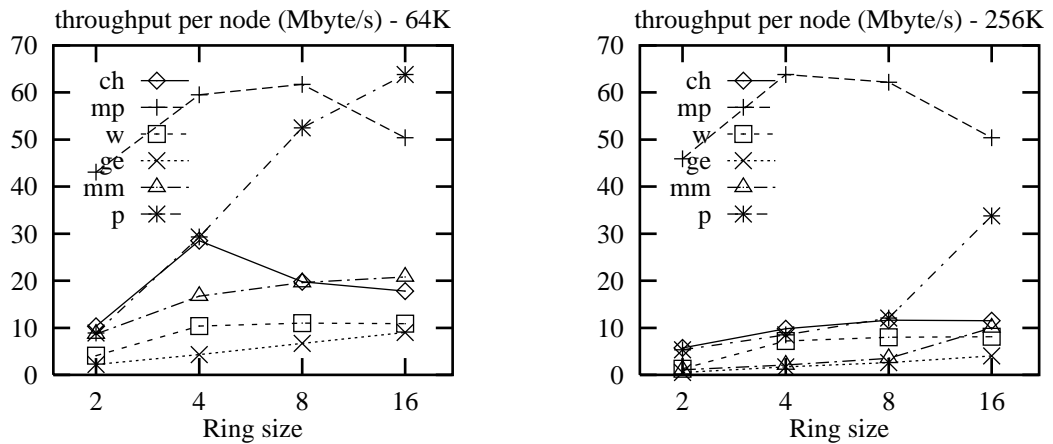 throughput per node (Mbyte/s) - 64K
70
60
50
40
30
20
10
0
ch
mp
w
ge
mm
p
2
4
8
16
Ring size
throughput per node (Mbyte/s) - 256K
70
60
50
40
30
20
10
0
ch
mp
w
ge
mm
p
2
4
8
16
Ring size